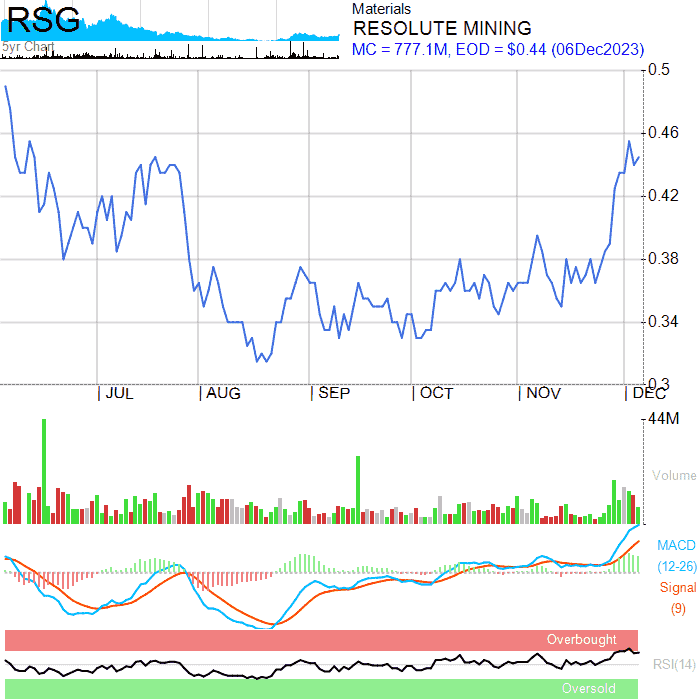 RSG
5yr Chart
Materials
RESOLUTE MINING
MC = 777.1M, EOD = $0.44 (06Dec2023)
0.5
0.46
0.42
0.38
0.34
0.3
JUL AUG SEP OCT NOV DEC
44M
Volume
MACD
(12-26)
Signal
(9)
Overbought
RSI(14)
Oversold